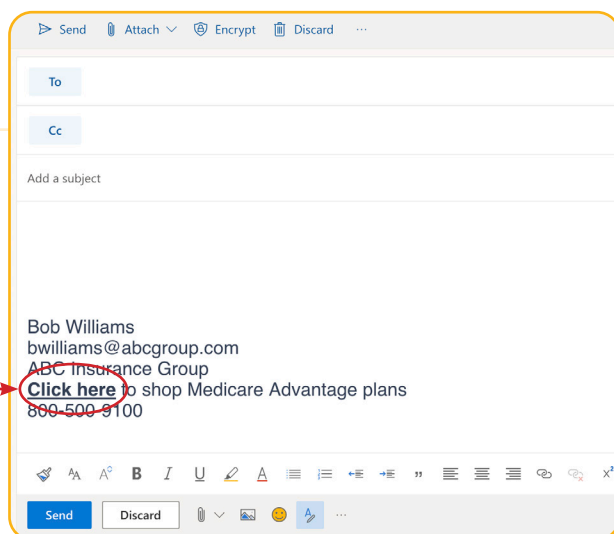 Send Attach Encrypt Discard ...
To
Cc
Add a subject
Bob Williams
bwilliams@abcgroup.com
ABC Insurance Group
Click here to shop Medicare Advantage plans
800-500-9100
B I U A x²
Send Discard ...